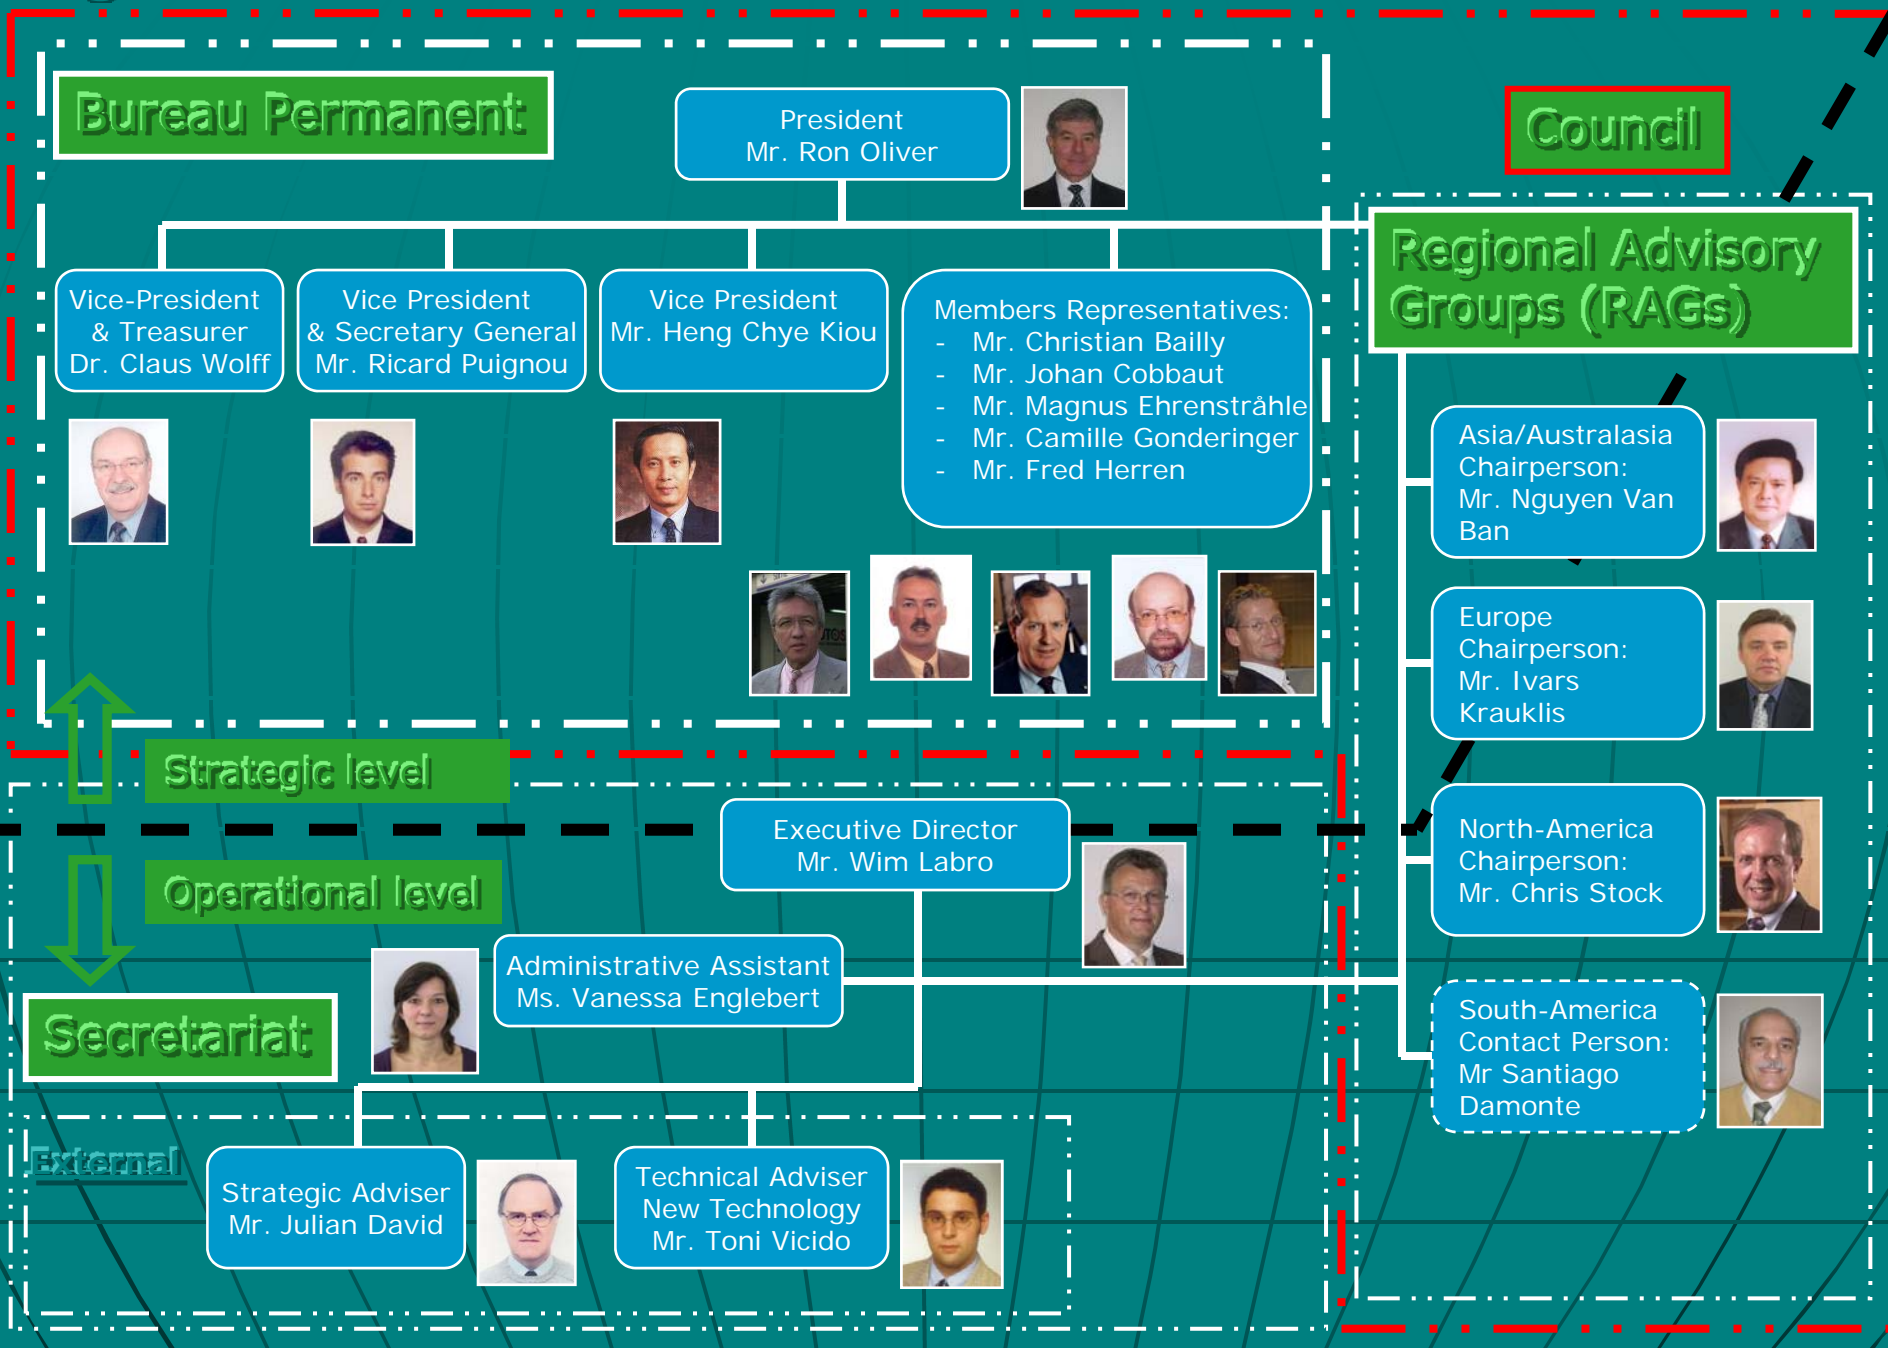 Bureau Permanent
President
Mr. Ron Oliver
Council
Regional Advisory
Groups (RAGs)
Vice-President
& Treasurer
Dr. Claus Wolff
Vice President
& Secretary General
Mr. Ricard Puignou
Vice President
Mr. Heng Chye Kiou
Members Representatives:
- Mr. Christian Bailly
- Mr. Johan Cobbaut
- Mr. Magnus Ehrenstråhle
- Mr. Camille Gonderinger
- Mr. Fred Herren
Asia/Australasia
Chairperson:
Mr. Nguyen Van
Ban
Europe
Chairperson:
Mr. Ivars
Krauklis
North-America
Chairperson:
Mr. Chris Stock
South-America
Contact Person:
Mr Santiago
Damonte
Strategic level
Operational level
Executive Director
Mr. Wim Labro
Administrative Assistant
Ms. Vanessa Englebert
Secretariat
External
Strategic Adviser
Mr. Julian David
Technical Adviser
New Technology
Mr. Toni Vicido